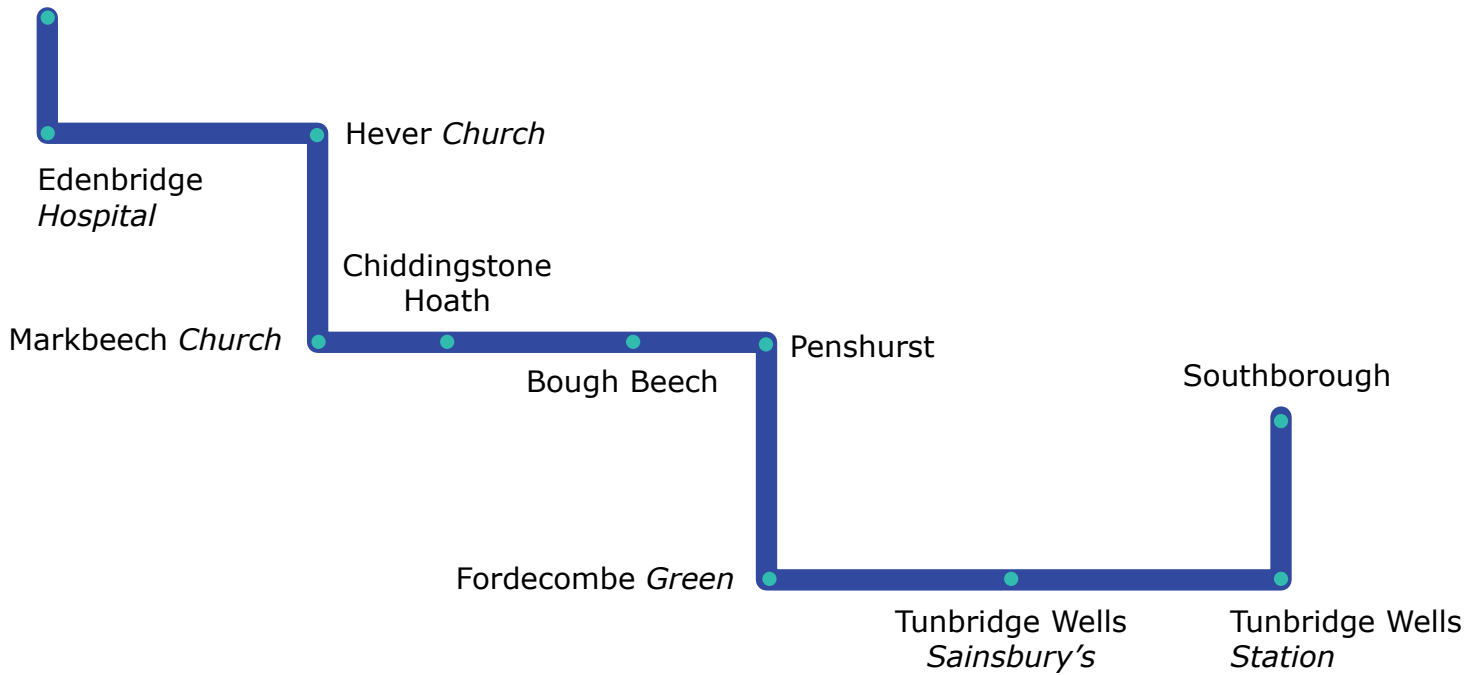 Hever Church
Edenbridge
Hospital
Chiddingstone
Hoath
Markbeech Church
Penshurst
Bough Beech
Southborough
Fordecombe Green
Tunbridge Wells
Sainsbury’s
Tunbridge Wells
Station